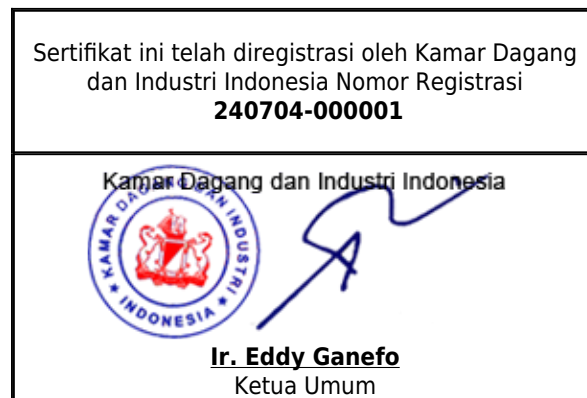 Sertifikat ini telah diregistrasi oleh Kamar Dagang
dan Industri Indonesia Nomor Registrasi
240704-000001
Kamar Dagang dan Industri Indonesia
KAMAR DAGANG DAN INDUSTRI
INDONESIA
Ir. Eddy Ganefo
Ketua Umum